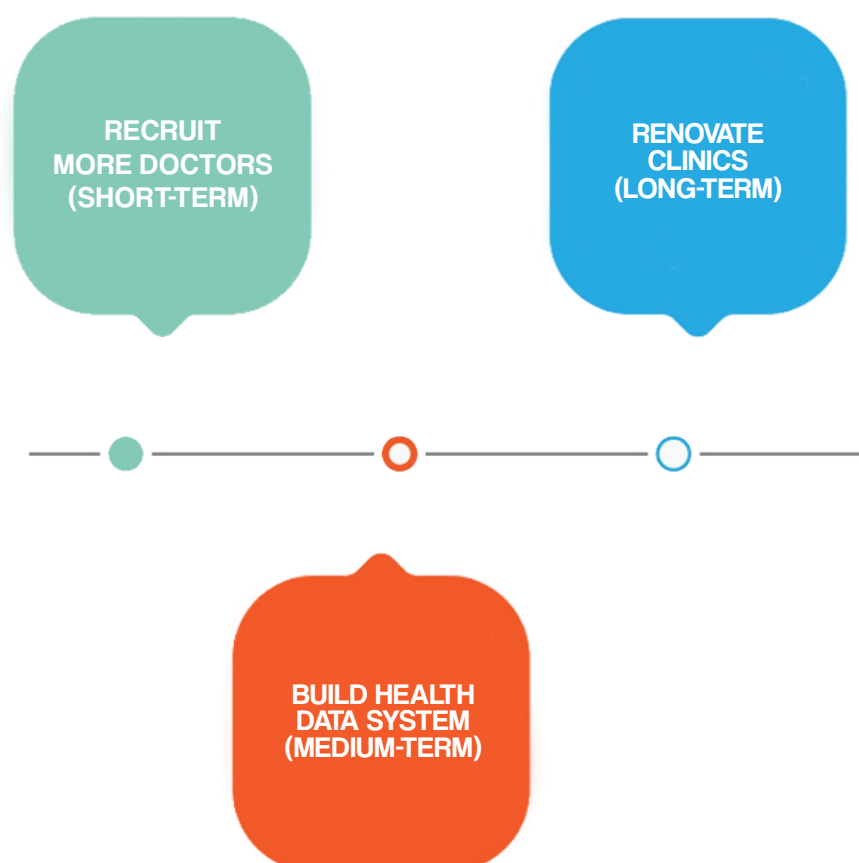 RECRUIT
MORE DOCTORS
(SHORT-TERM)
RENOVATE
CLINICS
(LONG-TERM)
BUILD HEALTH
DATA SYSTEM
(MEDIUM-TERM)